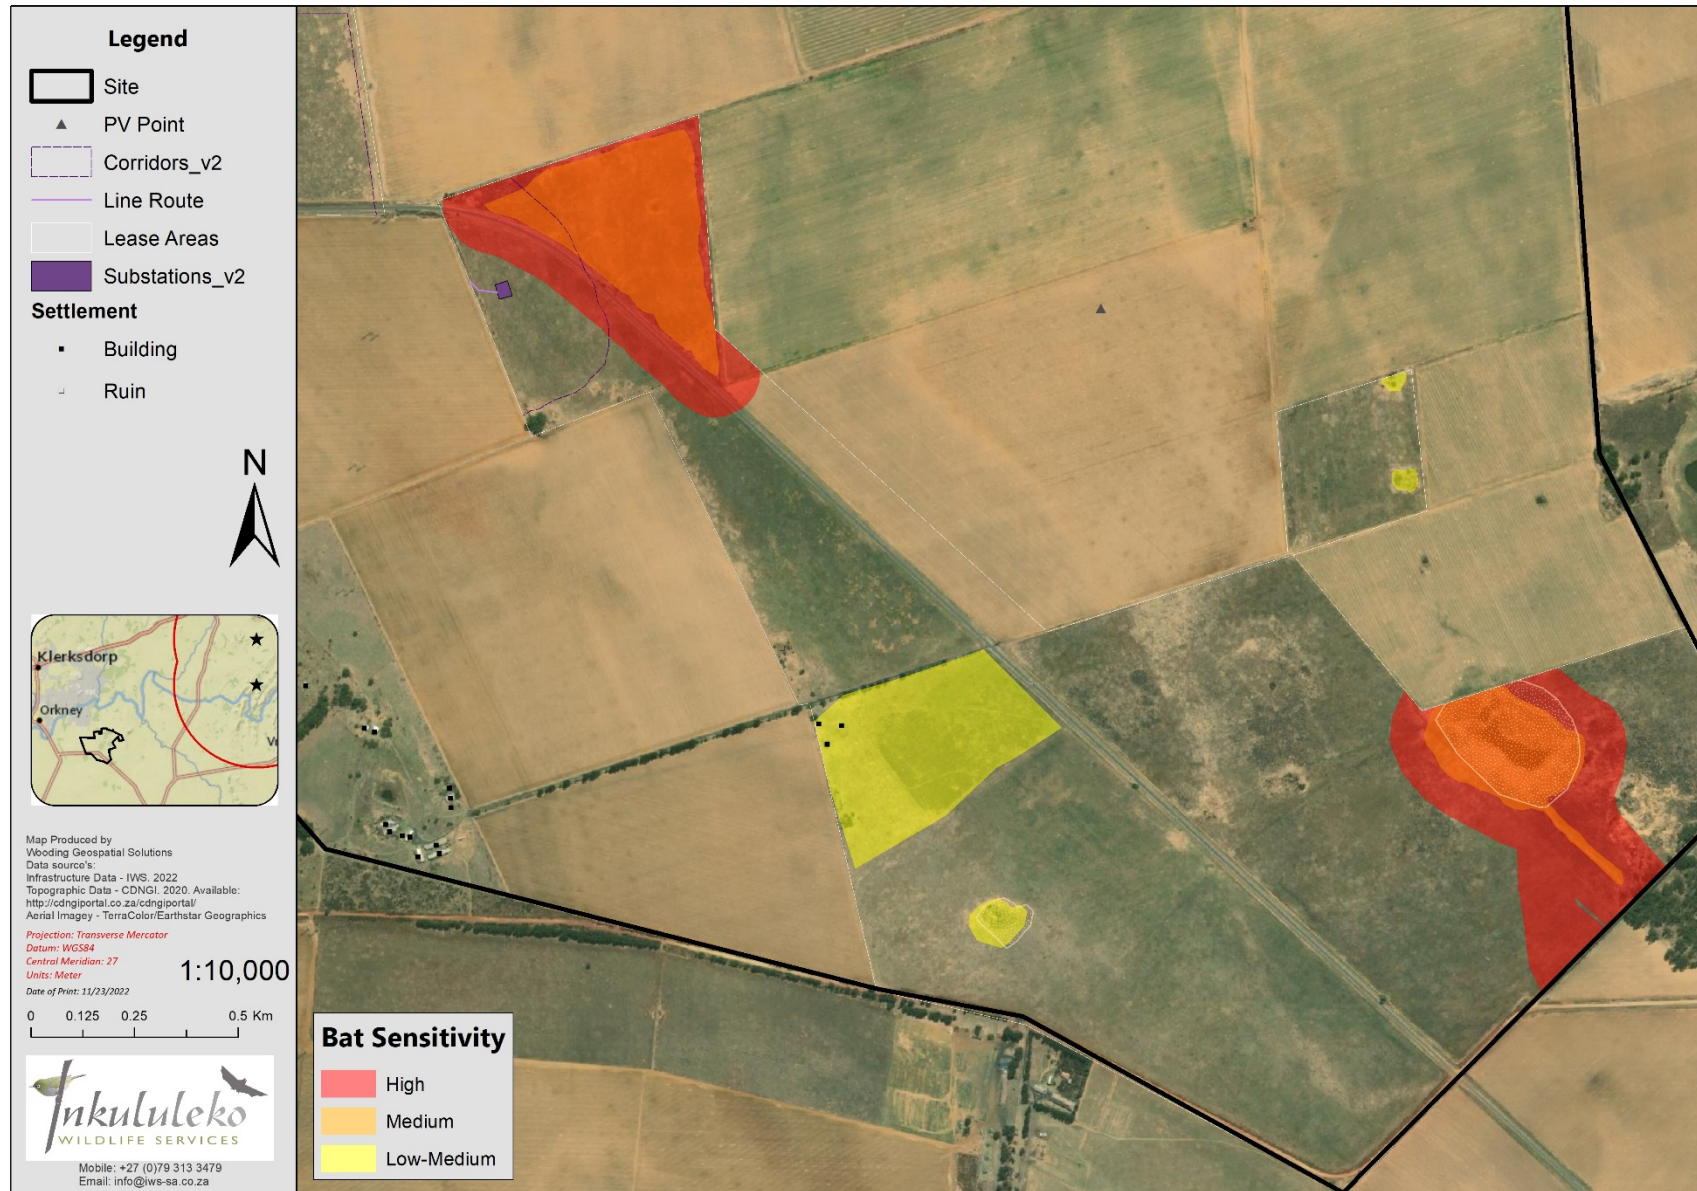 Legend
Site
PV Point
Corridors_v2
Line Route
Lease Areas
Substations_v2
Settlement
Building
Ruin
N
Klerksdorp
Orkney
Map Produced by
Wooding Geospatial Solutions
Data source's:
Infrastructure Data - IWS. 2022
Topographic Data - CDNGI. 2020. Available:
http://cdngiportal.co.za/cdngiportal/
Aerial Imagey - TerraColor/Earthstar Geographics
Projection: Transverse Mercator
Datum: WGS84
Central Meridian: 27
Units: Meter
1:10,000
Date of Print: 11/23/2022
0 0.125 0.25 0.5 Km
Inkululeko
WILDLIFE SERVICES
Mobile: +27 (0)79 313 3479
Email: info@iws-sa.co.za
Bat Sensitivity
High
Medium
Low-Medium